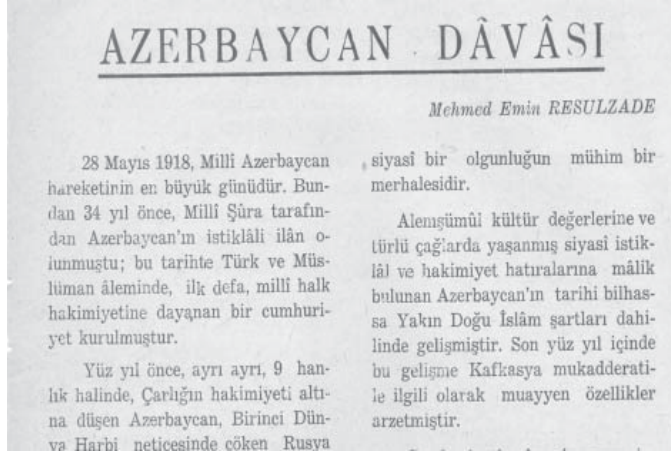 AZERBAYCAN DÂVÂSI
Mehmed Emin RESULZADE
28 Mayıs 1918, Millî Azerbaycan
hareketinin en büyük günüdür. Bun-
dan 34 yıl önce, Millî Şûra tarafın-
dan Azerbaycan'ın istiklâli ilân o-
lunmuştu; bu tarihte Türk ve Müs-
lüman âleminde, ilk defa, millî halk
hakimiyetine dayanan bir cumhuri-
yet kurulmuştur.
Yüz yıl önce, ayrı ayrı, 9 han-
lık halinde, Çarlığın hakimiyeti altı-
na düşen Azerbaycan, Birinci Dün-
ya Harbi neticesinde çöken Rusya
siyasî bir olgunluğun mühim bir
merhalesidir.
Alemşümûl kültür değerlerine ve
türlü çağlarda yaşanmış siyasî istik-
lâl ve hakimiyet hatıralarına mâlik
bulunan Azerbaycan'ın tarihi bilhas-
sa Yakın Doğu İslâm şartları dahi-
linde gelişmiştir. Son yüz yıl içinde
bu gelişme Kafkasya mukadderati-
le ilgili olarak muayyen özellikler
arzetmiştir.